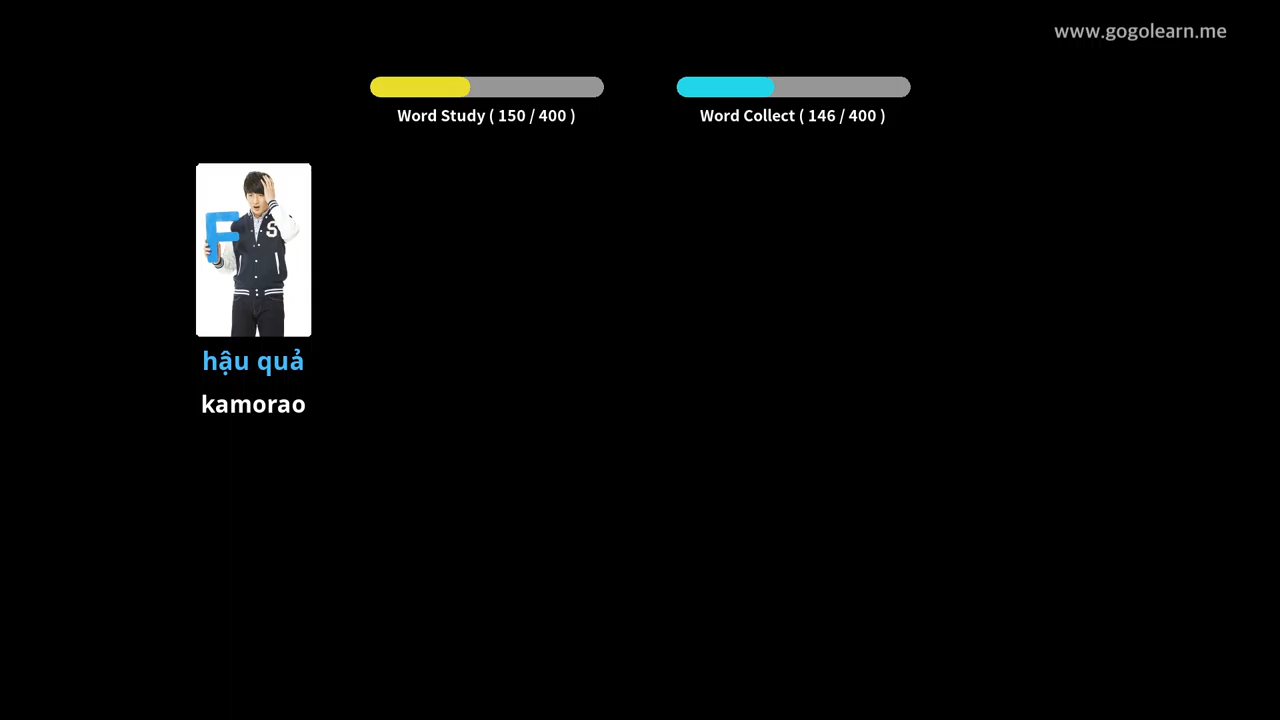 www.gogolearn.me
Word Study ( 150 / 400 )
Word Collect ( 146 / 400 )
F
S
hậu quả
kamorao